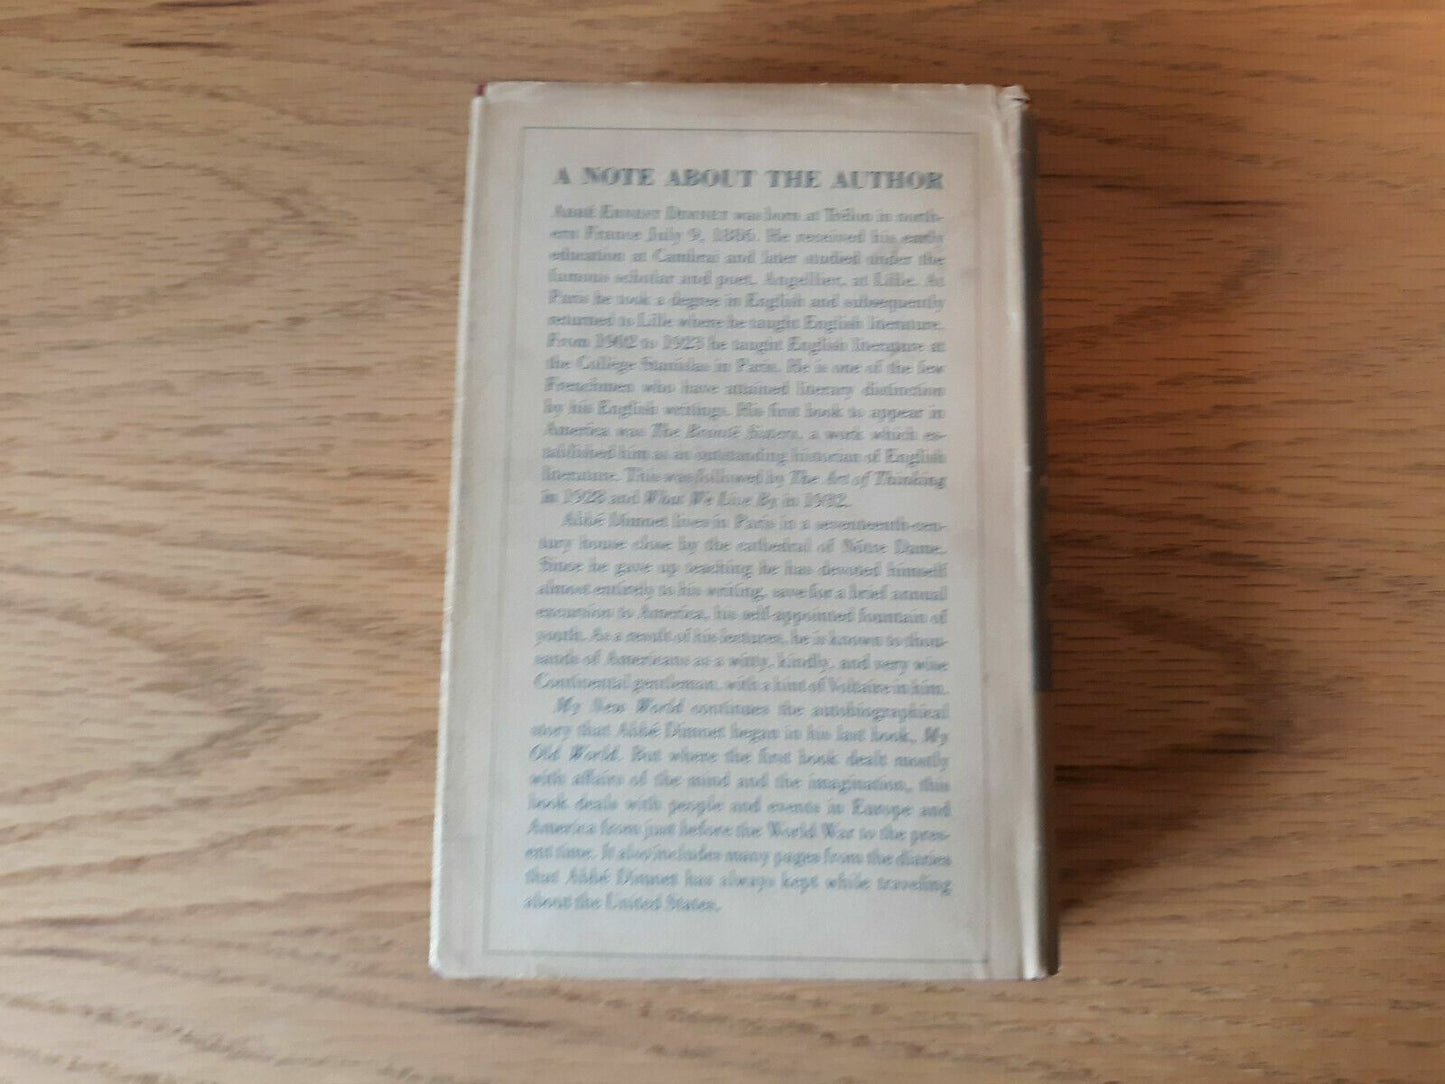 A NOTE ABOUT THE AUTHOR
ABBÉ ERNEST DIMNET was born at Trélon in north-
ern France July 9, 1866. He received his early
education at Cambrai and later studied under the
famous scholar and poet, Angellier, at Lille. At
Paris he took a degree in English and subsequently
returned to Lille where he taught English literature.
From 1902 to 1923 he taught English literature at
the Collège Stanislas in Paris. He is one of the few
Frenchmen who have attained literary distinction
by his English writings. His first book to appear in
America was The Brontë Sisters, a work which es-
tablished him as an outstanding historian of English
literature. This was followed by The Art of Thinking
in 1928 and What We Live By in 1932.
Abbé Dimnet lives in Paris in a seventeenth-cen-
tury house close by the cathedral of Nôtre Dame.
Since he gave up teaching he has devoted himself
almost entirely to his writing, save for a brief annual
excursion to America, his self-appointed fountain of
youth. As a result of his lectures, he is known to thou-
sands of Americans as a witty, kindly, and very wise
Continental gentleman, with a hint of Voltaire in him.
My New World continues the autobiographical
story that Abbé Dimnet began in his last book, My
Old World. But where the first book dealt mostly
with affairs of the mind and the imagination, this
book deals with people and events in Europe and
America from just before the World War to the pres-
ent time. It also includes many pages from the diaries
that Abbé Dimnet has always kept while traveling
about the United States.